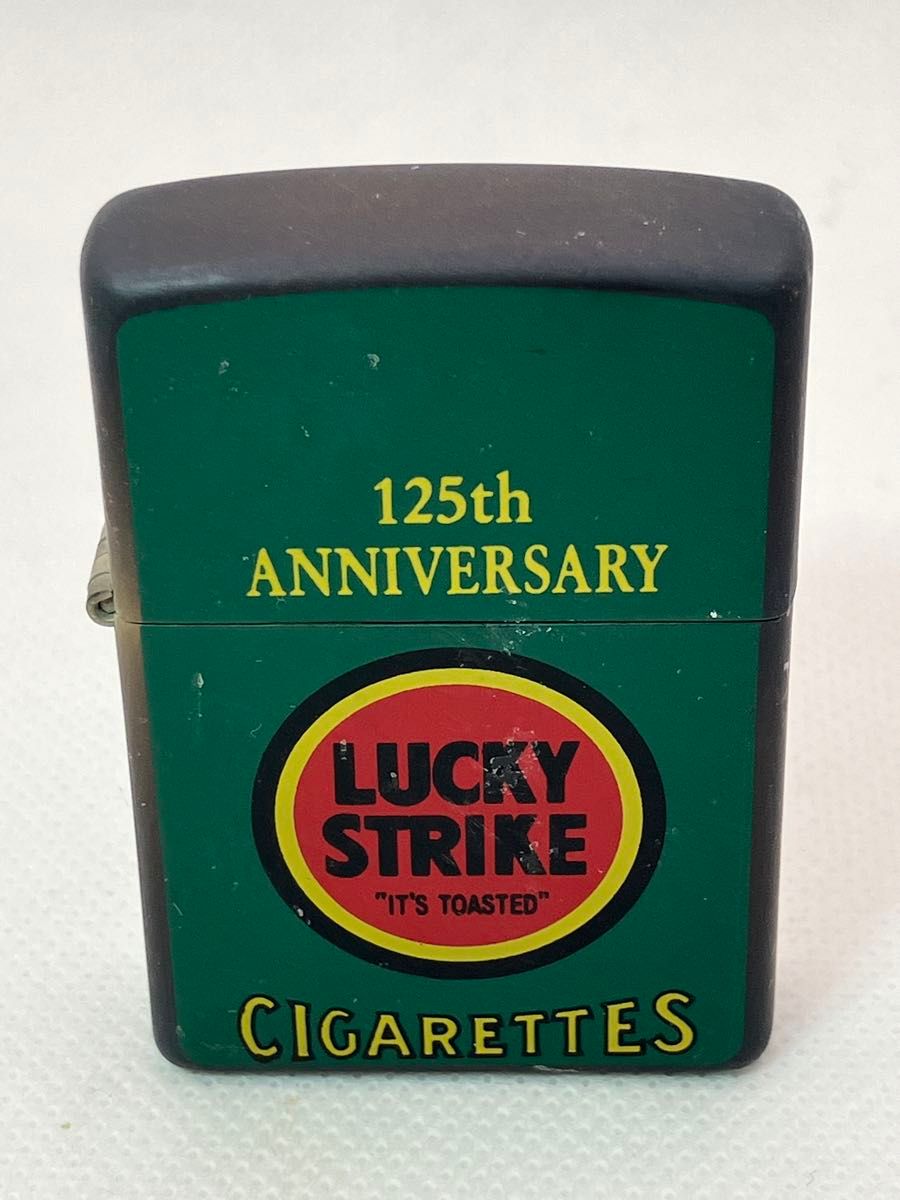 125th
ANNIVERSARY
LUCKY
STRIKE
"IT'S TOASTED"
CIGARETTES